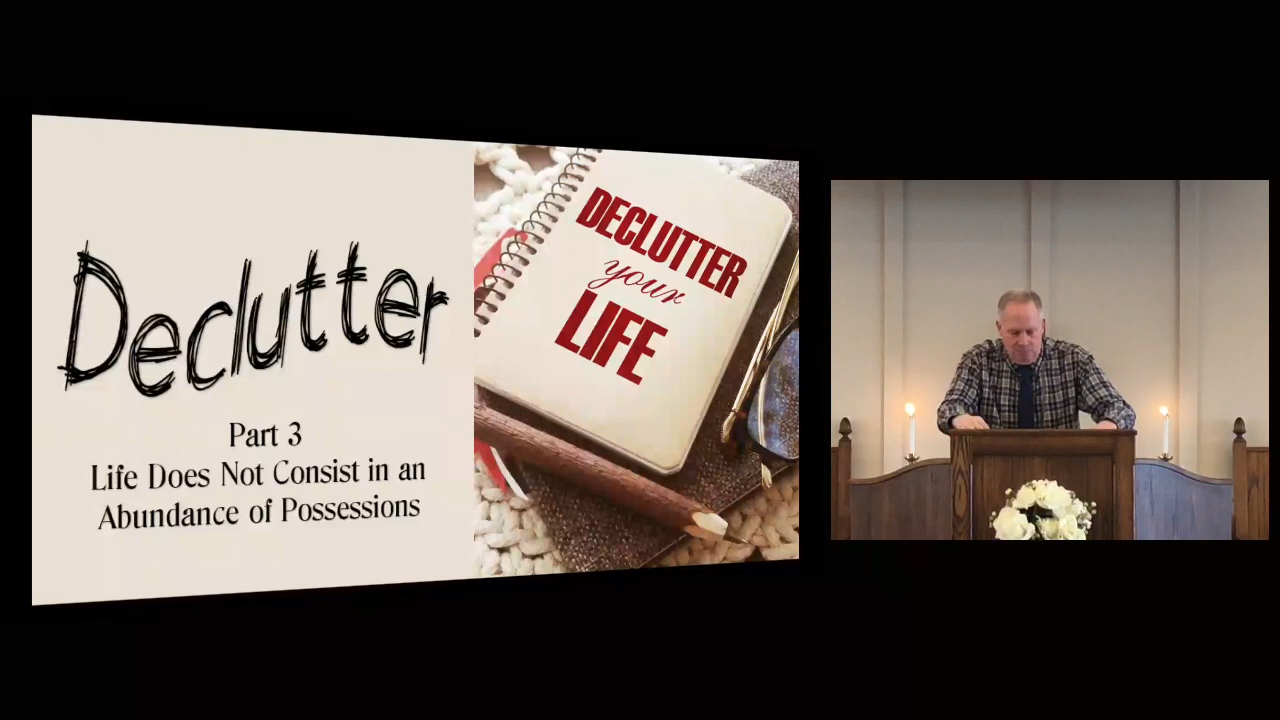 Declutter
Part 3
Life Does Not Consist in an
Abundance of Possessions
DECLUTTER
your
LIFE